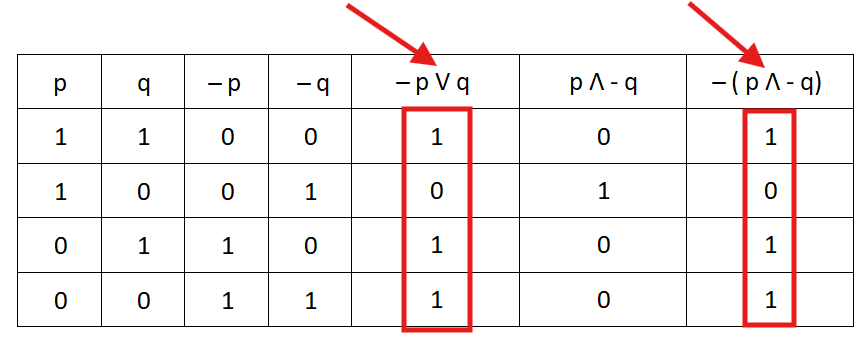 p q – p – q – p V q p Λ - q – ( p Λ - q)
1 1 0 0 1 0 1
1 0 0 1 0 1 0
0 1 1 0 1 0 1
0 0 1 1 1 0 1